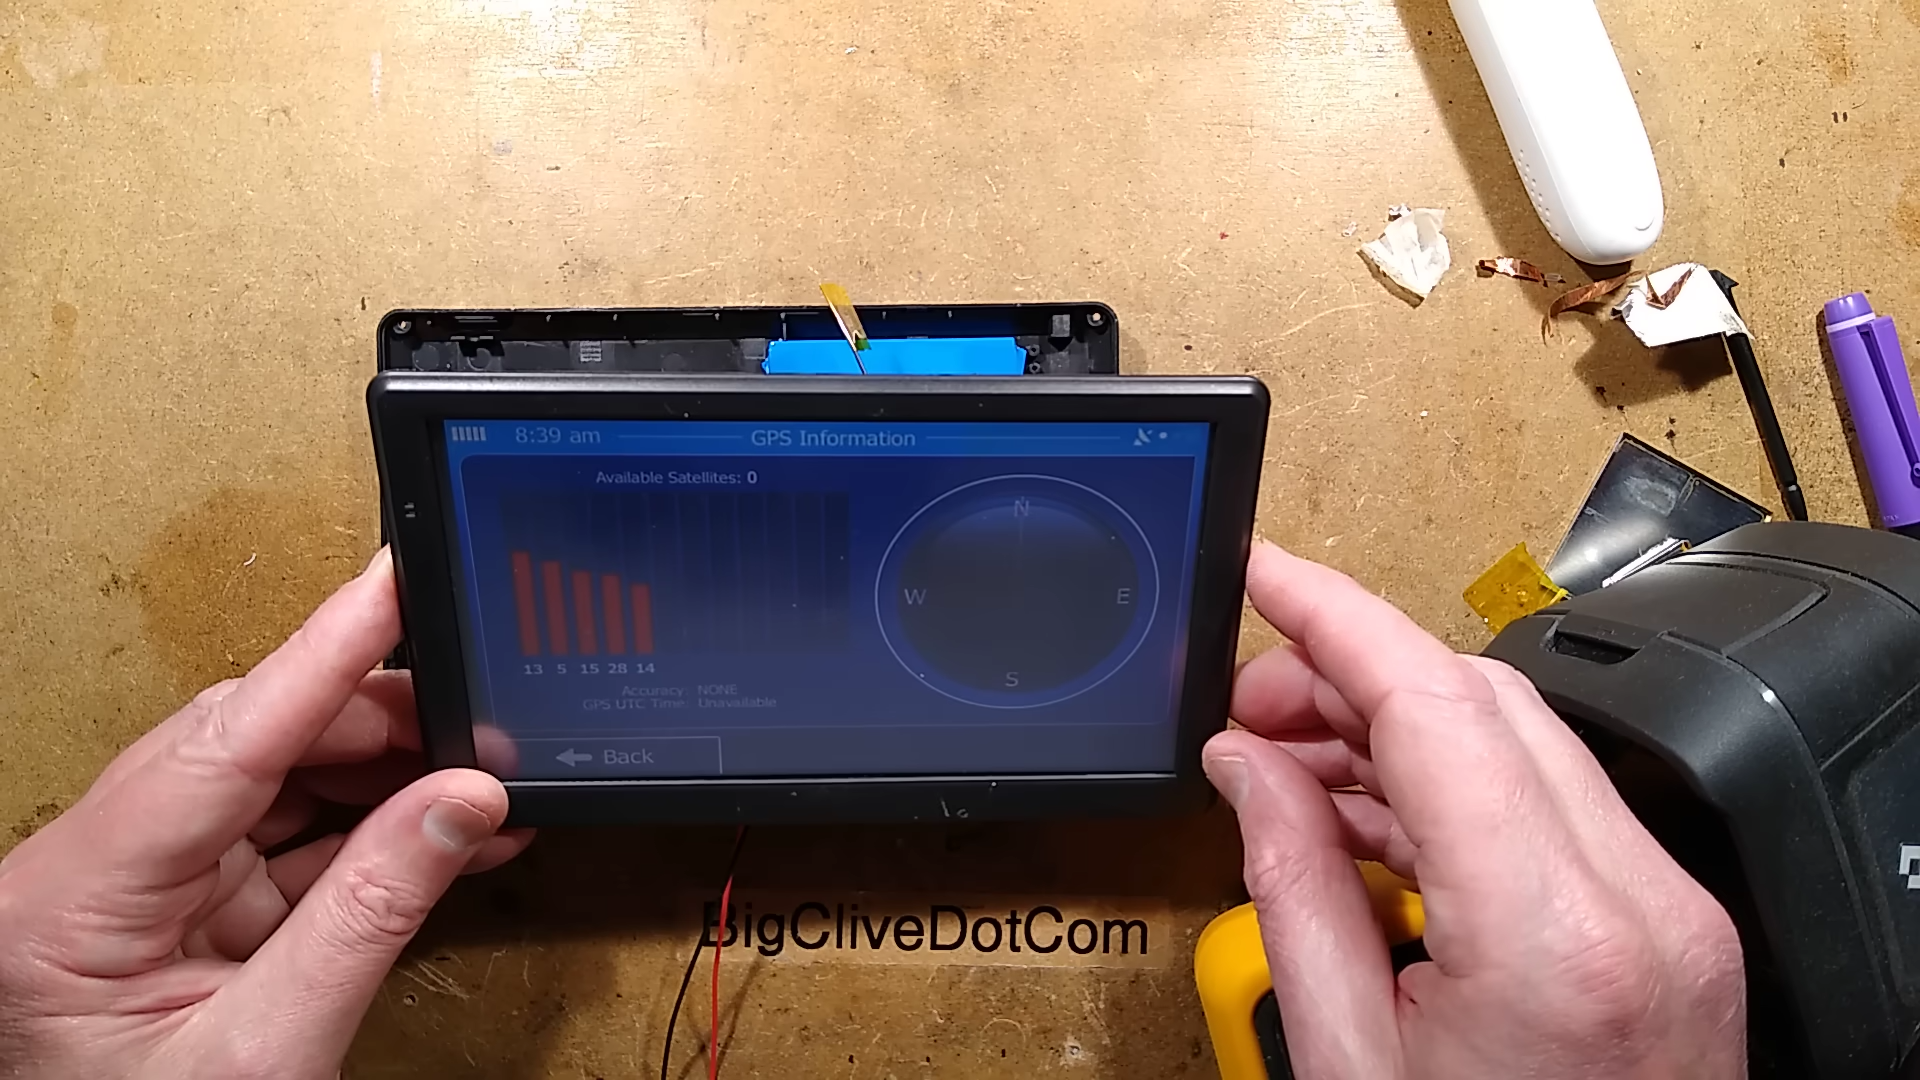 8:39 am GPS Information
Available Satellites: 0
N
W E
S
13 5 15 28 14
Accuracy: NONE
GPS UTC Time: Unavailable
Back
BigCliveDotCom